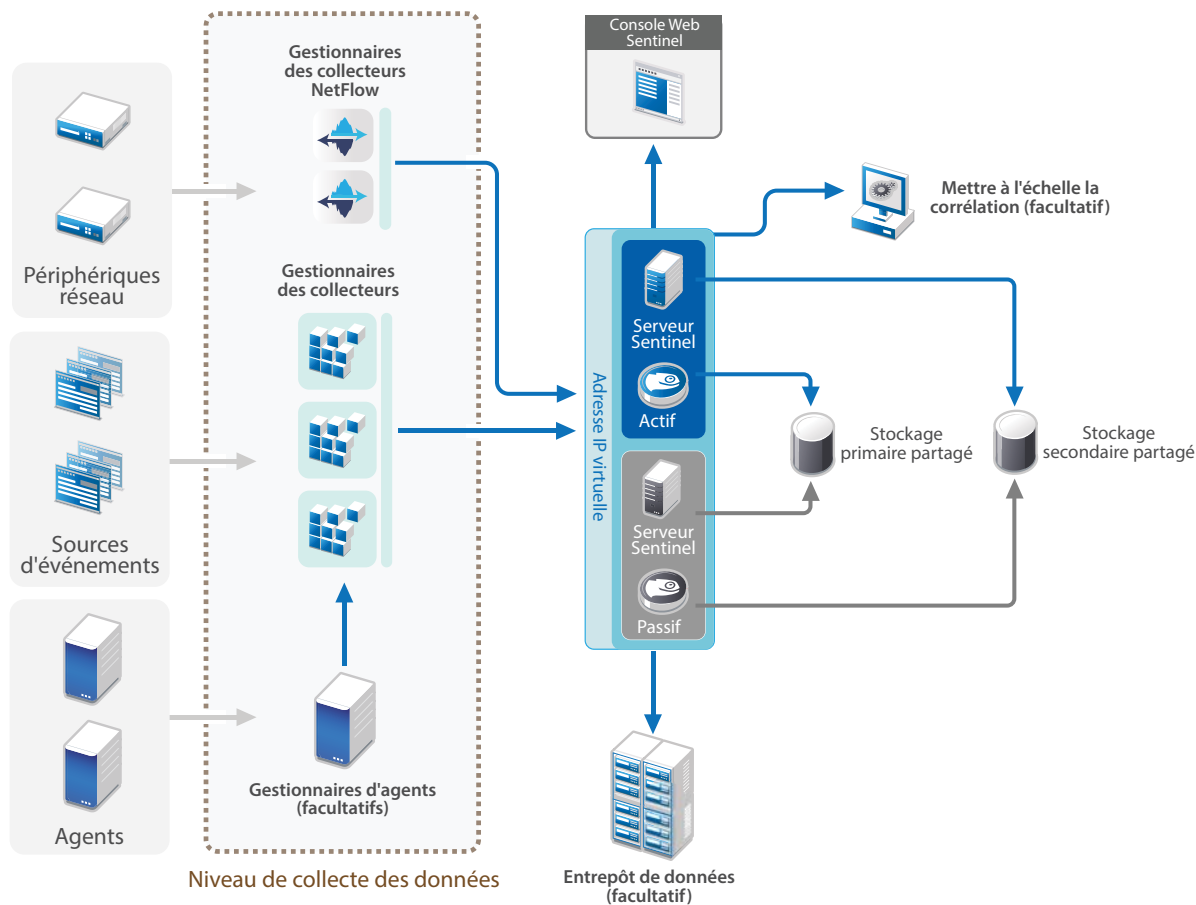 Console Web
Sentinel
Gestionnaires
des collecteurs
NetFlow
Périphériques
réseau
Mettre à l'échelle la
corrélation (facultatif)
Gestionnaires
des collecteurs
Adresse IP virtuelle
Serveur
Sentinel
Actif
Stockage
primaire partagé
Stockage
secondaire partagé
Serveur
Sentinel
Passif
Sources
d'événements
Gestionnaires d'agents
(facultatifs)
Agents
Niveau de collecte des données
Entrepôt de données
(facultatif)